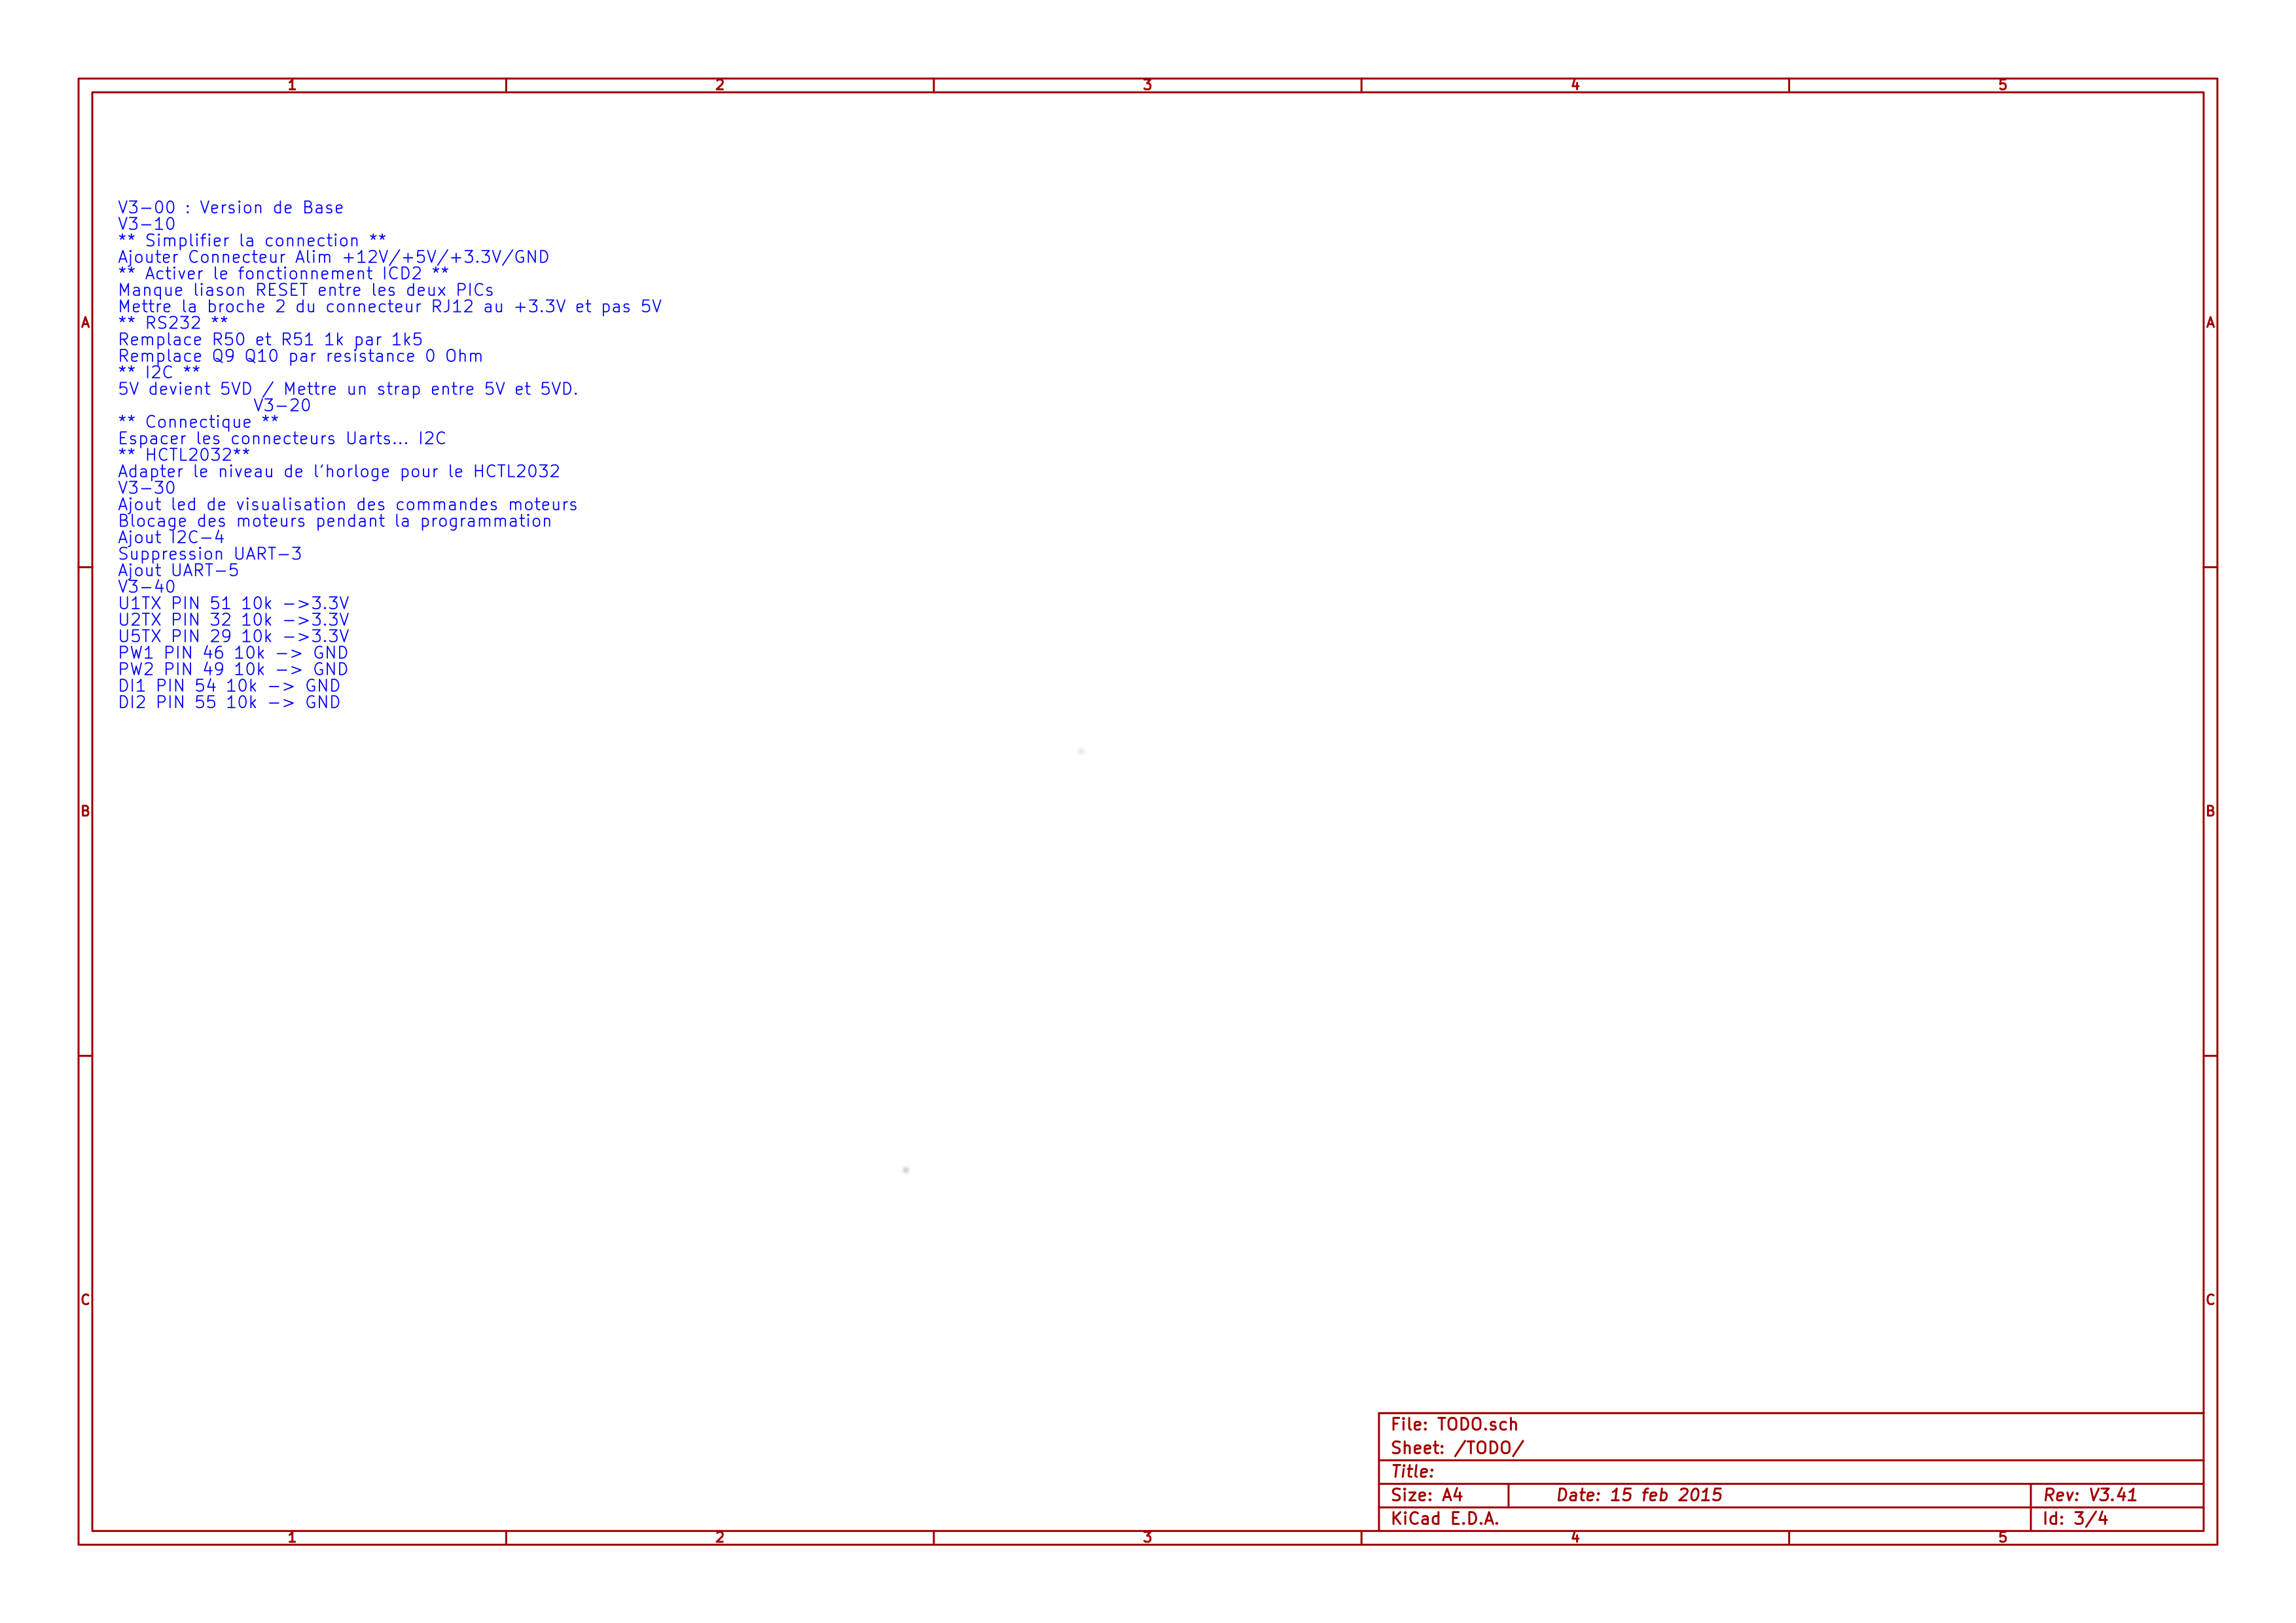 1 2 3 4 5
V3-00 : Version de Base
V3-10
** Simplifier la connection **
Ajouter Connecteur Alim +12V/+5V/+3.3V/GND
** Activer le fonctionnement ICD2 **
Manque liason RESET entre les deux PICs
Mettre la broche 2 du connecteur RJ12 au +3.3V et pas 5V
A A
** RS232 **
Remplace R50 et R51 1k par 1k5
Remplace Q9 Q10 par resistance 0 Ohm
** I2C **
5V devient 5VD / Mettre un strap entre 5V et 5VD.
V3-20
** Connectique **
Espacer les connecteurs Uarts... I2C
** HCTL2032**
Adapter le niveau de l'horloge pour le HCTL2032
V3-30
Ajout led de visualisation des commandes moteurs
Blocage des moteurs pendant la programmation
Ajout I2C-4
Suppression UART-3
Ajout UART-5
V3-40
U1TX PIN 51 10k ->3.3V
U2TX PIN 32 10k ->3.3V
U5TX PIN 29 10k ->3.3V
PW1 PIN 46 10k -> GND
PW2 PIN 49 10k -> GND
DI1 PIN 54 10k -> GND
DI2 PIN 55 10k -> GND
B B
C C
File: TODO.sch
Sheet: /TODO/
Title:
Size: A4 Date: 15 feb 2015 Rev: V3.41
KiCad E.D.A. Id: 3/4
1 2 3 4 5